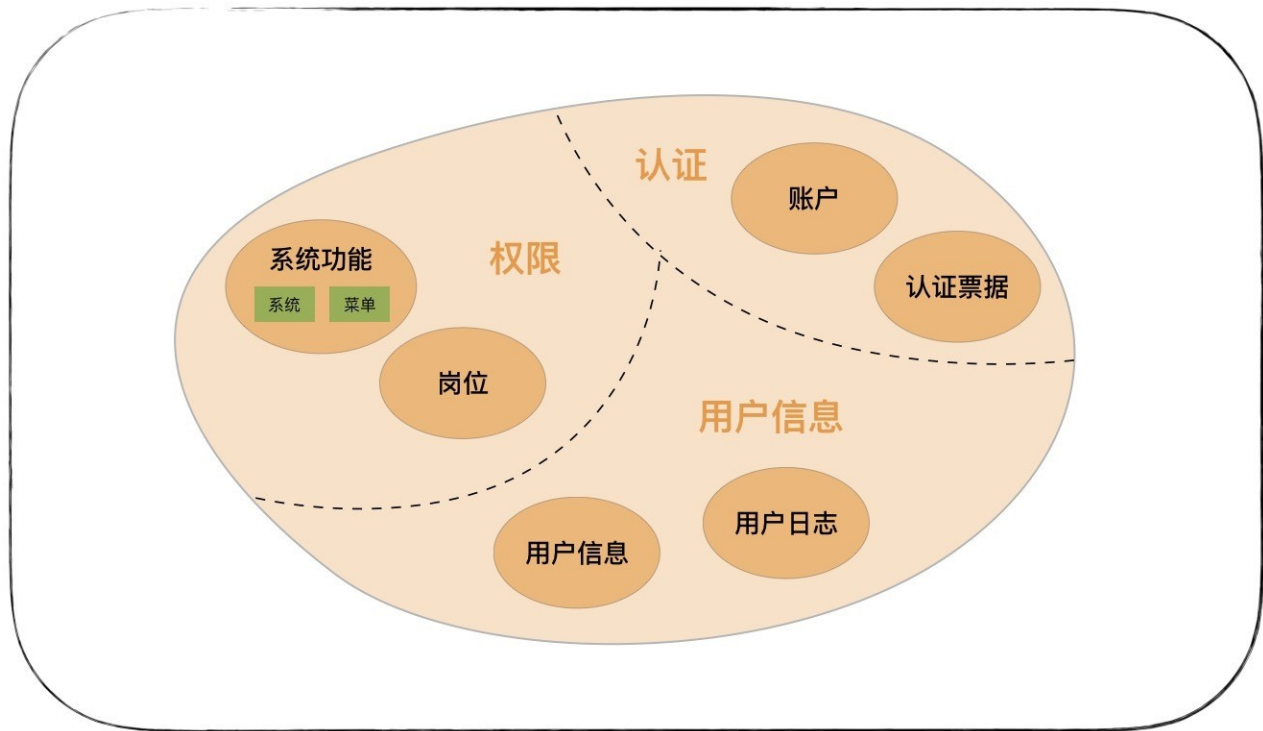 认证
账户
权限
系统功能
系统 菜单
认证票据
岗位
用户信息
用户日志
用户信息